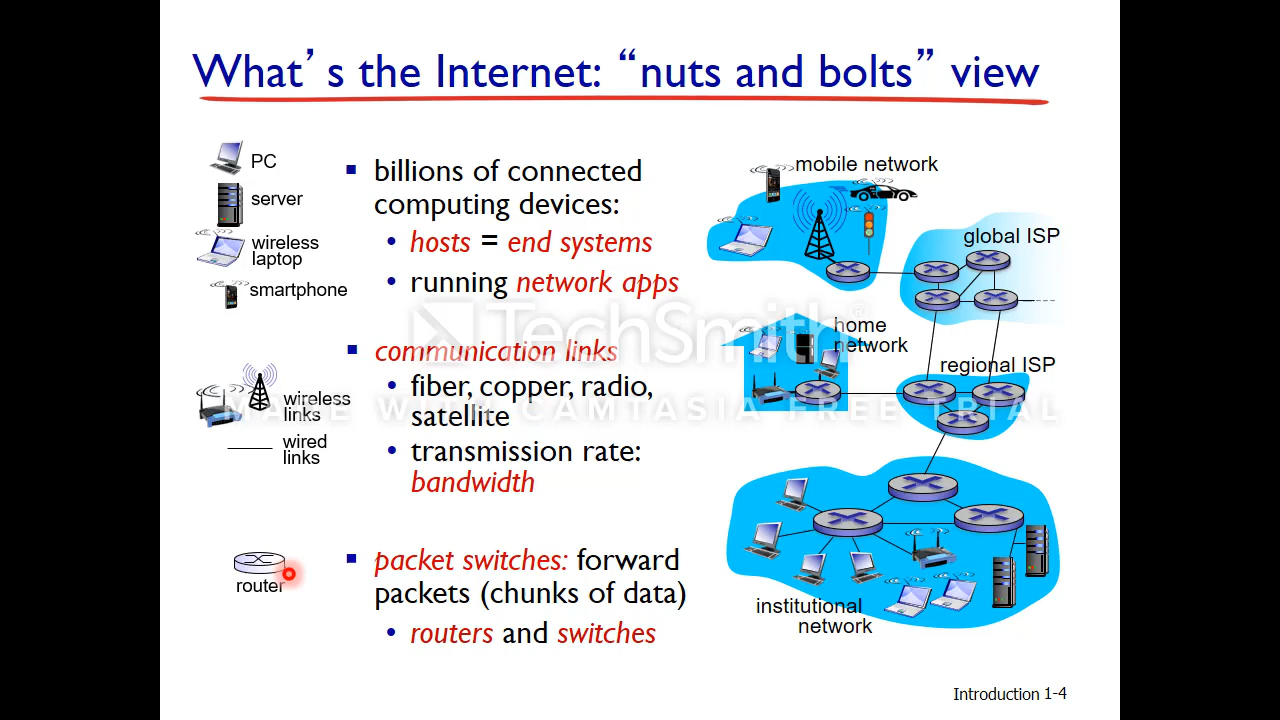 What's the Internet: “nuts and bolts” view
PC
server
wireless
laptop
smartphone
wireless
links
wired
links
router
▪ billions of connected
computing devices:
• hosts = end systems
• running network apps
▪ communication links
• fiber, copper, radio,
satellite
• transmission rate:
bandwidth
▪ packet switches: forward
packets (chunks of data)
• routers and switches
mobile network
global ISP
home
network
regional ISP
institutional
network
TechSmith®
MADE WITH CAMTASIA FREE TRIAL
Introduction 1-4